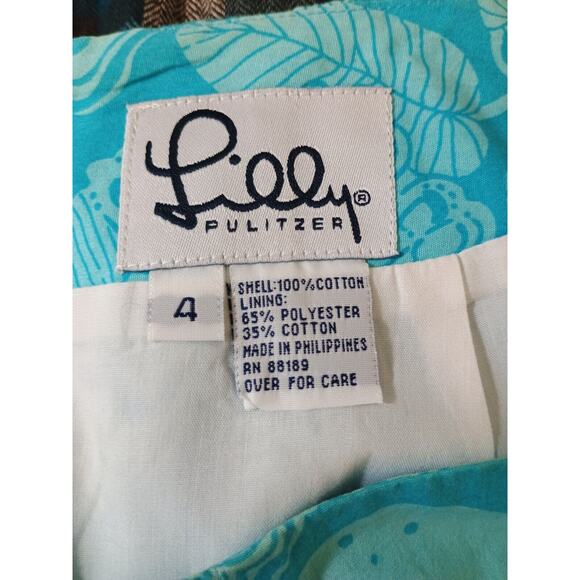 Lilly®
PULITZER
4
SHELL:100%COTTON
LINING:
65% POLYESTER
35% COTTON
MADE IN PHILIPPINES
RN 88189
OVER FOR CARE